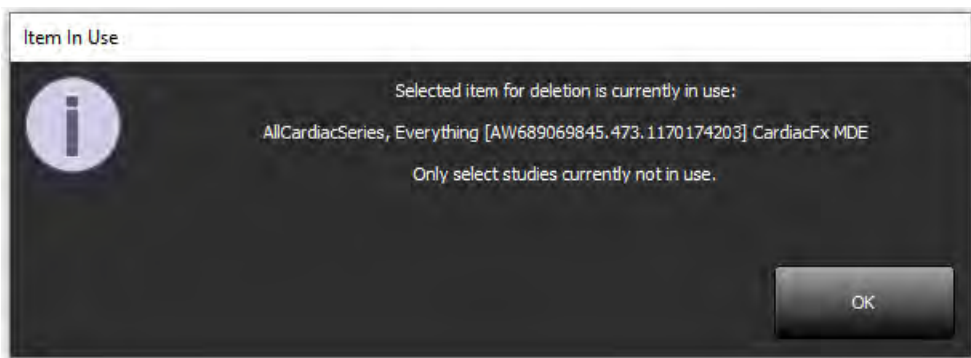 Item In Use
Selected item for deletion is currently in use:
AllCardiacSeries, Everything [AW689069845.473.1170174203] CardiacFx MDE
Only select studies currently not in use.
OK